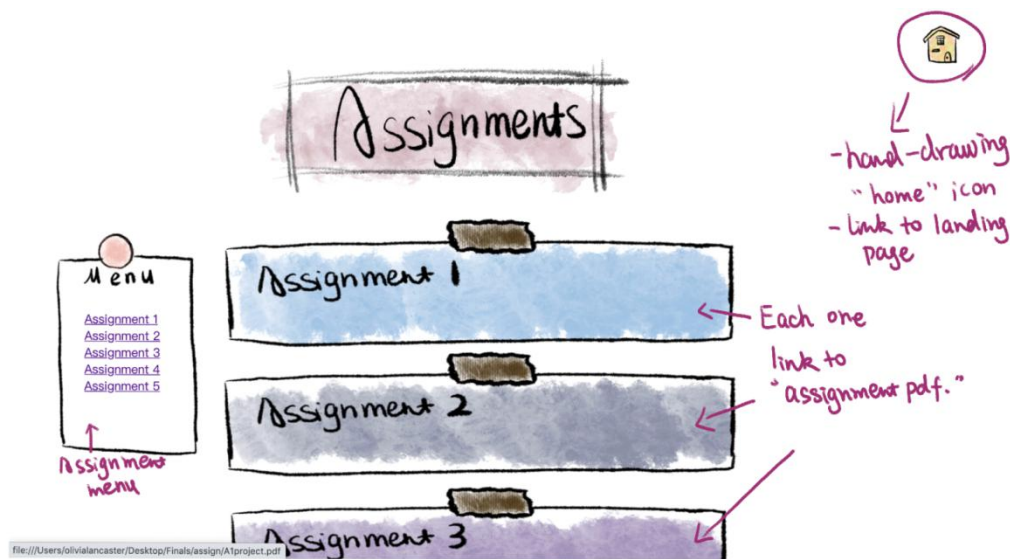 Assignments
-hand-drawing
"home" icon
- link to landing
page
Menu
Assignment 1
Assignment 2
Assignment 3
Assignment 4
Assignment 5
Assignment
menu
Assignment 1
Each one
link to
"assignment pdf."
Assignment 2
Assignment 3
file:///Users/olivialancaster/Desktop/Finals/assign/A1project.pdf